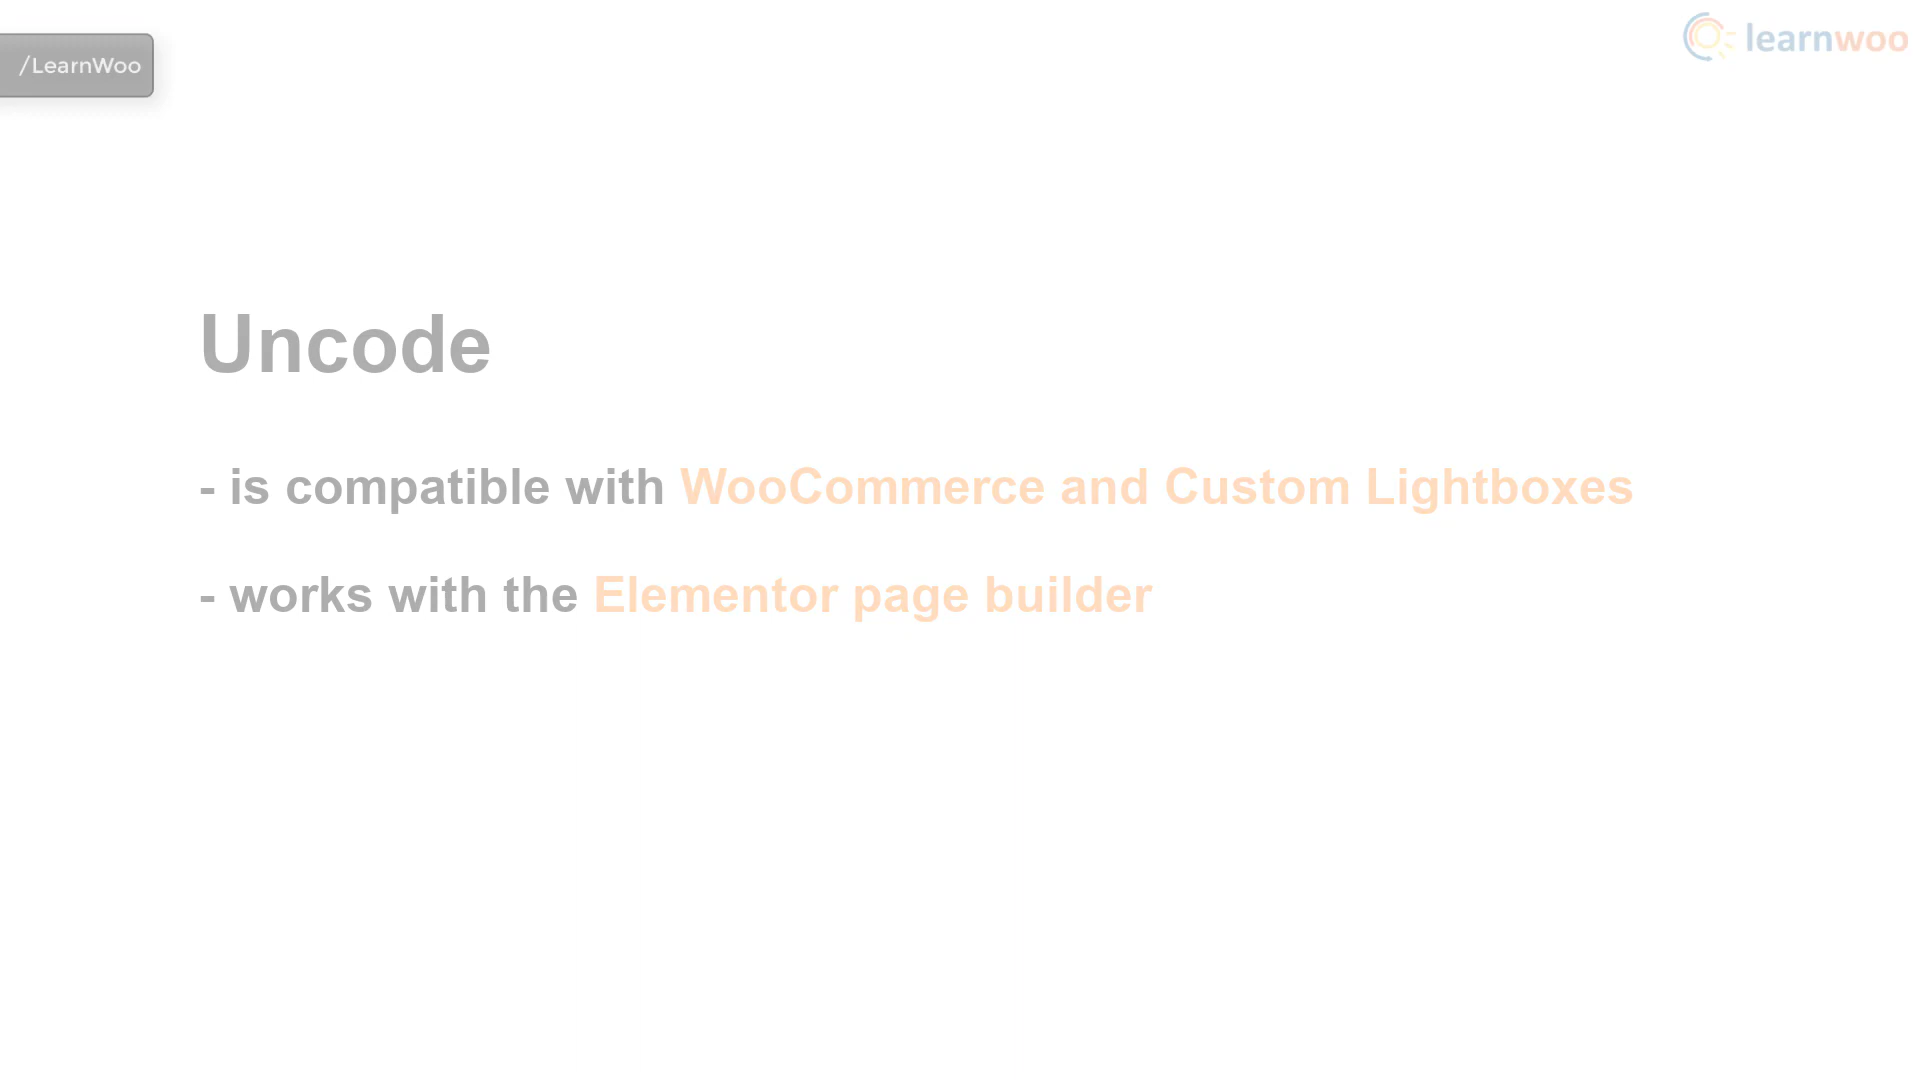 /LearnWoo
learnwoo
Uncode
- is compatible with WooCommerce and Custom Lightboxes
- works with the Elementor page builder